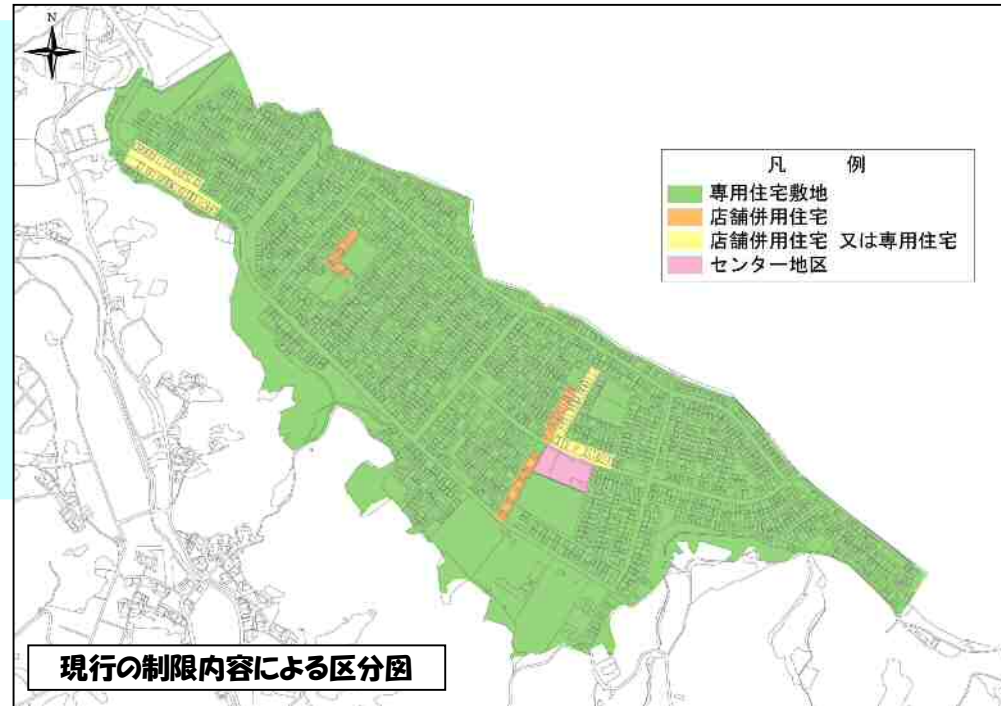 N
凡 例
専用住宅敷地
店舗併用住宅
店舗併用住宅 又は専用住宅
センター地区
現行の制限内容による区分図